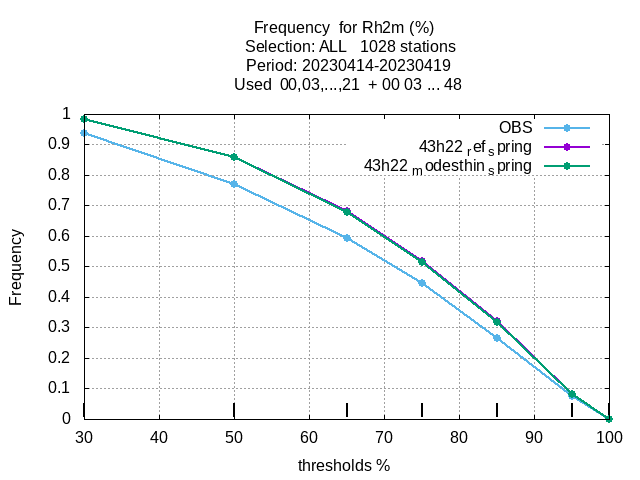 Frequency  for Rh2m (%)
Selection: ALL   1028 stations
Period: 20230414-20230419
Used  00,03,...,21  + 00 03 ... 48
OBS
43h22 ref spring
43h22 modesthin spring
1
0.9
0.8
0.7
0.6
0.5
0.4
0.3
0.2
0.1
0
Frequency
30 40 50 60 70 80 90 100
thresholds %